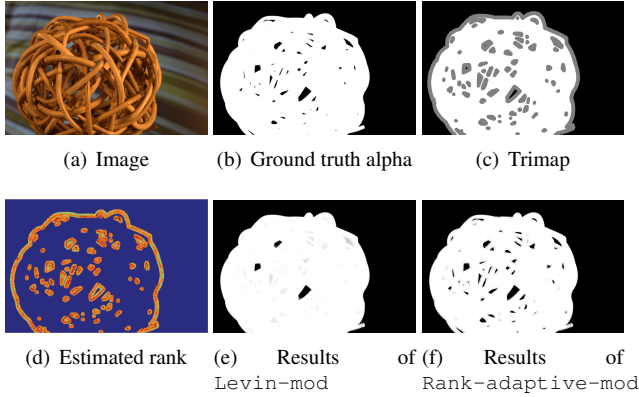 (a) Image
(b) Ground truth alpha
(c) Trimap
(d) Estimated rank
(e) Results of
Levin-mod
(f) Results of
Rank-adaptive-mod